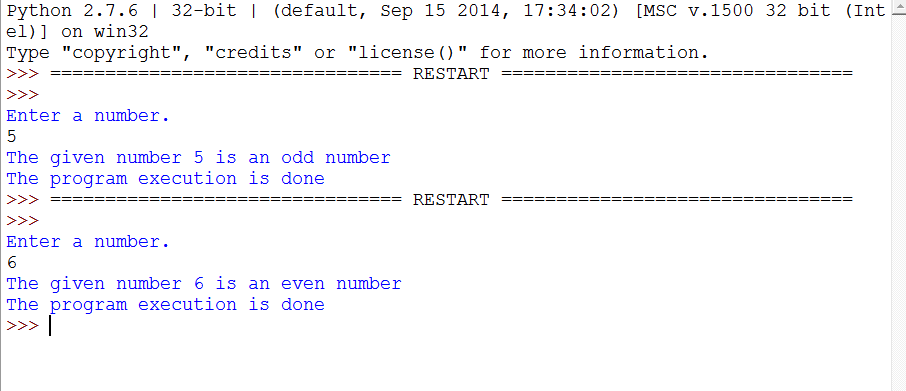 Python 2.7.6 | 32-bit | (default, Sep 15 2014, 17:34:02) [MSC v.1500 32 bit (Int
el)] on win32
Type "copyright", "credits" or "license()" for more information.
>>> ================================ RESTART ================================
>>>
Enter a number.
5
The given number 5 is an odd number
The program execution is done
>>> ================================ RESTART ================================
>>>
Enter a number.
6
The given number 6 is an even number
The program execution is done
>>>